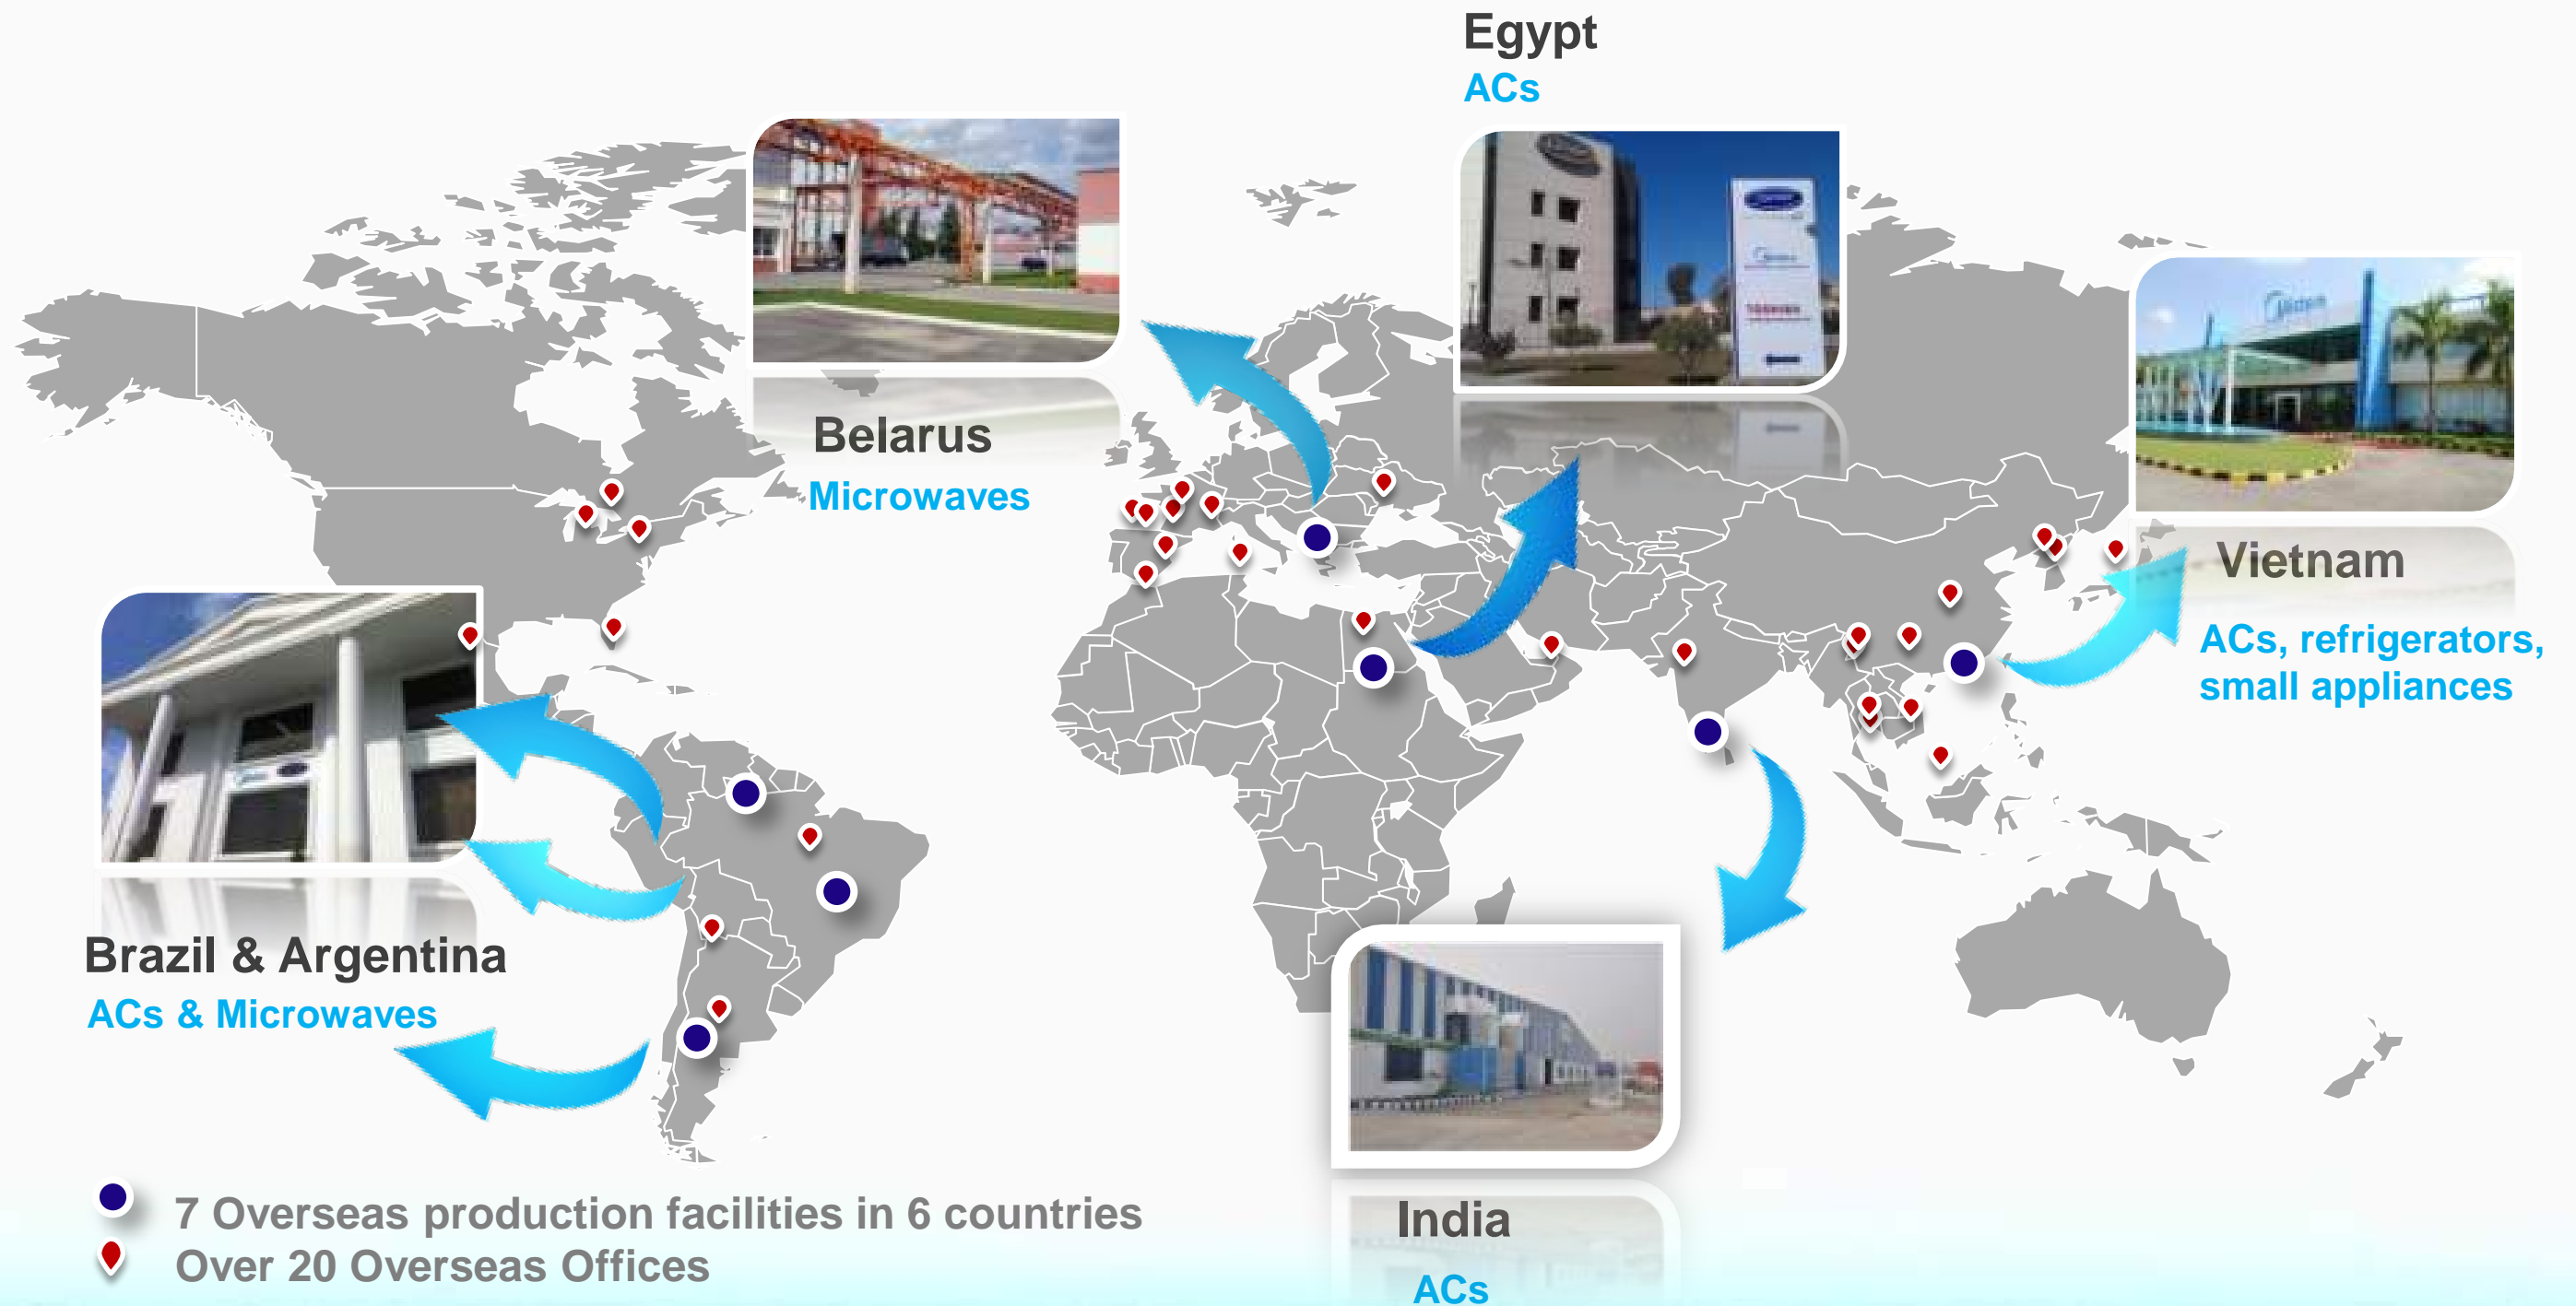 Egypt
ACs
Belarus
Microwaves
Vietnam
ACs, refrigerators,
small appliances
Midea
Brazil & Argentina
ACs & Microwaves
India
ACs
7 Overseas production facilities in 6 countries
Over 20 Overseas Offices